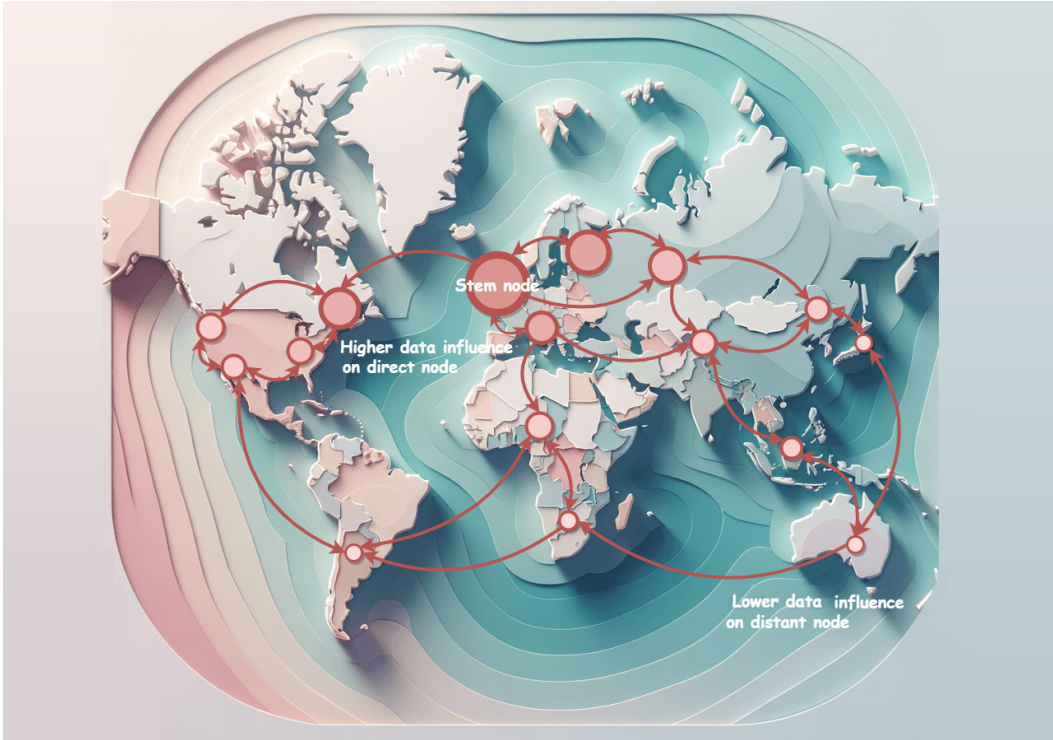 Stem node
Higher data influence
on direct node
Lower data influence
on distant node